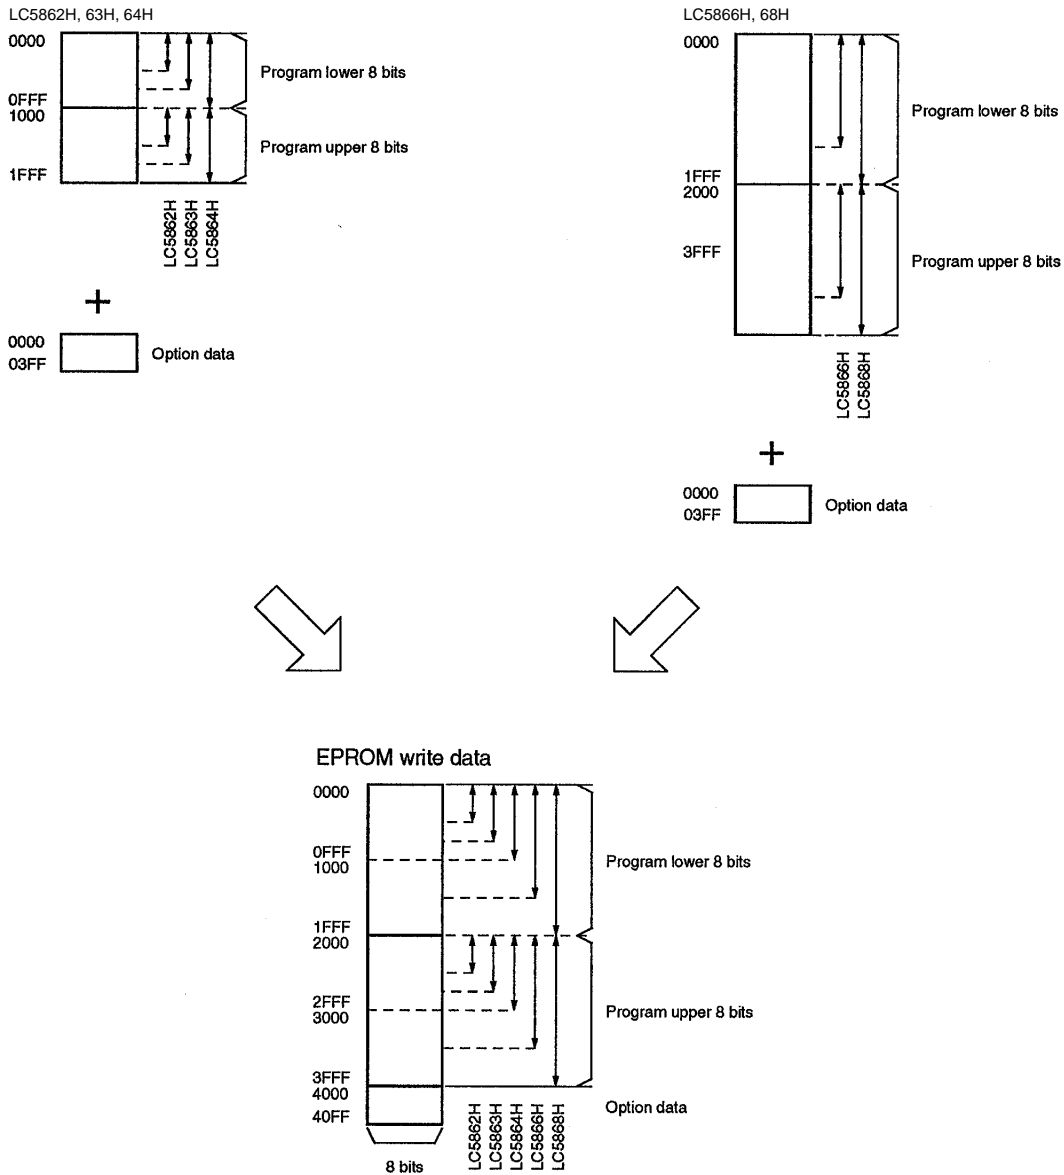 LC5862H, 63H, 64H
0000
0FFF
1000
1FFF
Program lower 8 bits
Program upper 8 bits
LC5862H
LC5863H
LC5864H
+
0000
03FF
Option data
LC5866H, 68H
0000
1FFF
2000
3FFF
Program lower 8 bits
Program upper 8 bits
LC5866H
LC5868H
+
0000
03FF
Option data
EPROM write data
0000
0FFF
1000
1FFF
2000
2FFF
3000
3FFF
4000
40FF
Program lower 8 bits
Program upper 8 bits
Option data
LC5862H
LC5863H
LC5864H
LC5866H
LC5868H
8 bits